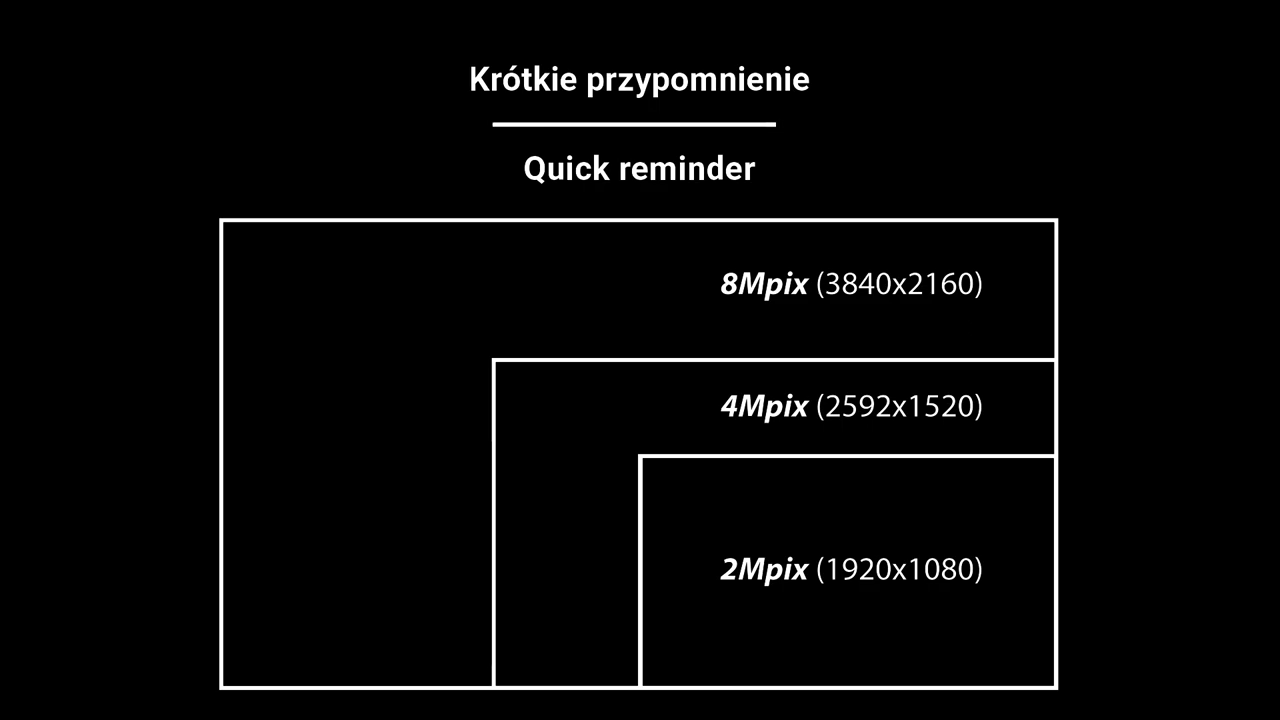 Krótkie przypomnienie
Quick reminder
8Mpix (3840x2160)
4Mpix (2592x1520)
2Mpix (1920x1080)